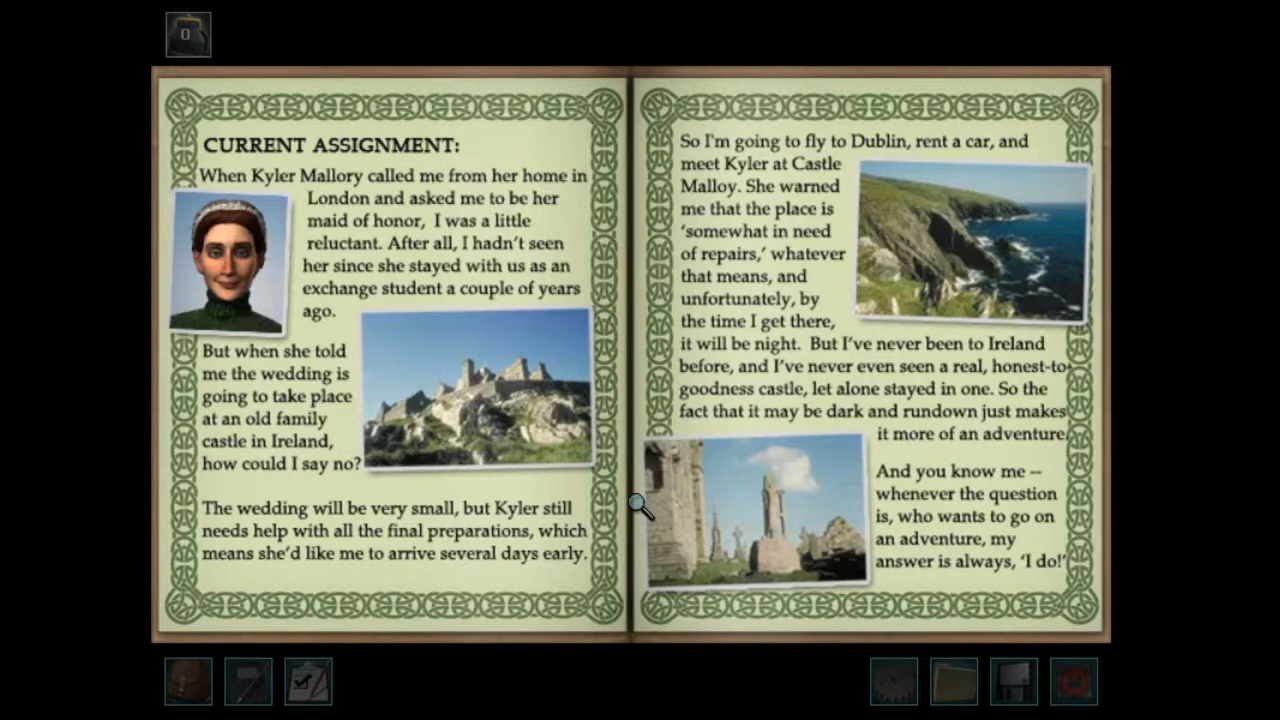 0
CURRENT ASSIGNMENT:
When Kyler Mallory called me from her home in
London and asked me to be her
maid of honor, I was a little
reluctant. After all, I hadn't seen
her since she stayed with us as an
exchange student a couple of years
ago.
But when she told
me the wedding is
going to take place
at an old family
castle in Ireland,
how could I say no?
The wedding will be very small, but Kyler still
needs help with all the final preparations, which
means she'd like me to arrive several days early.
So I'm going to fly to Dublin, rent a car, and
meet Kyler at Castle
Malloy. She warned
me that the place is
'somewhat in need
of repairs,' whatever
that means, and
unfortunately, by
the time I get there,
it will be night. But I've never been to Ireland
before, and I've never even seen a real, honest-to-
goodness castle, let alone stayed in one. So the
fact that it may be dark and rundown just makes
it more of an adventure.
And you know me --
whenever the question
is, who wants to go on
an adventure, my
answer is always, 'I do!'